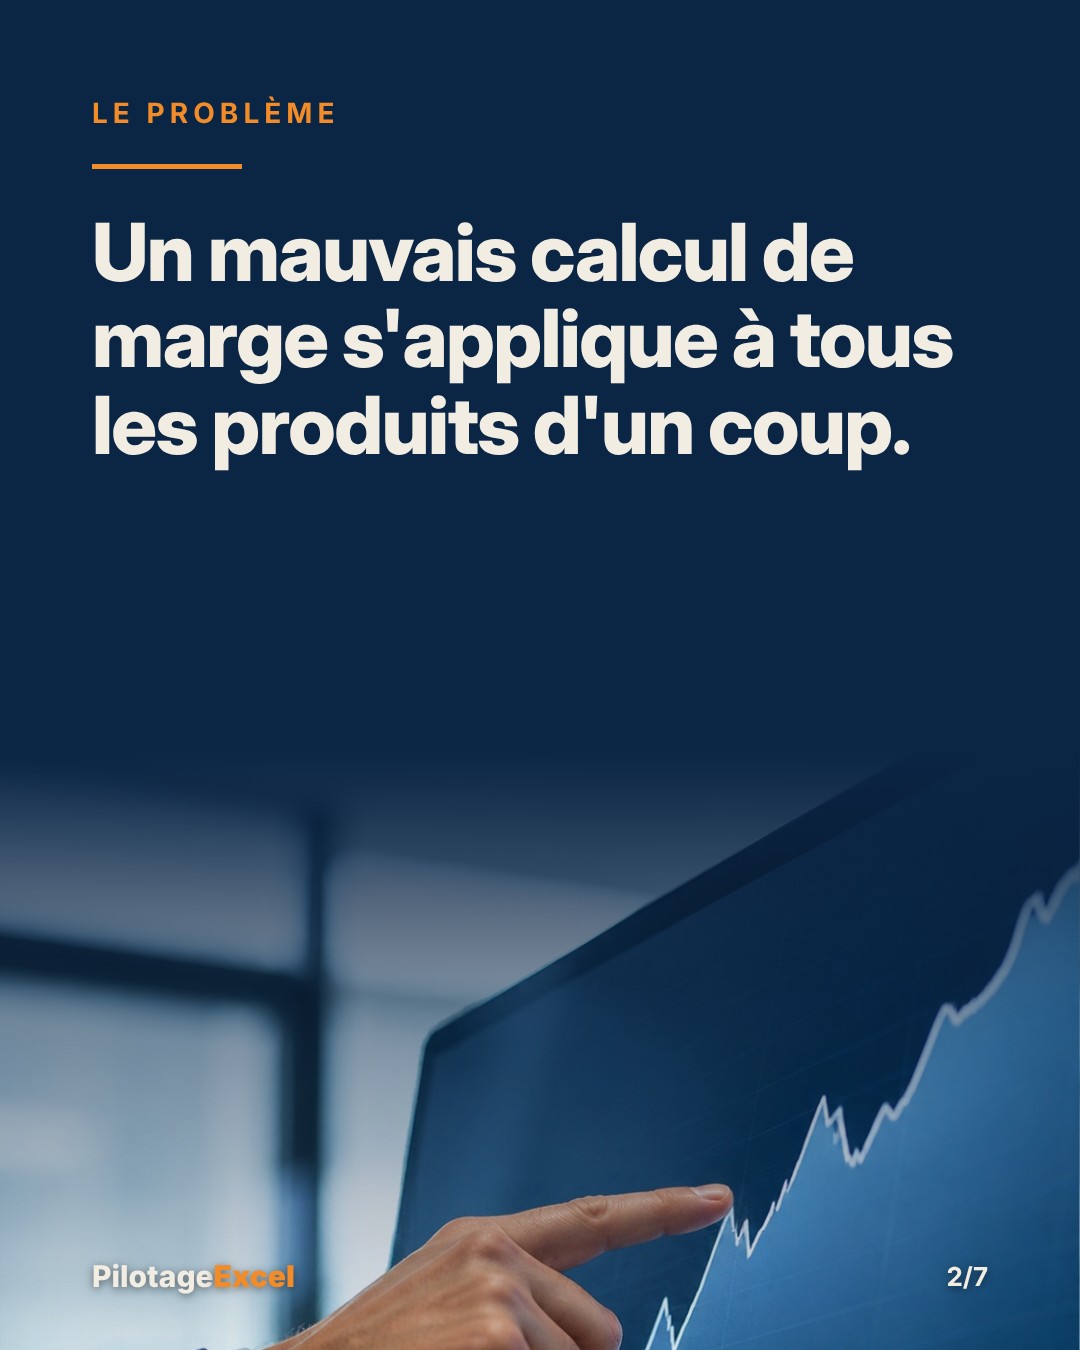 LE PROBLÈME
Un mauvais calcul de
marge s'applique à tous
les produits d'un coup.
PilotageExcel
2/7